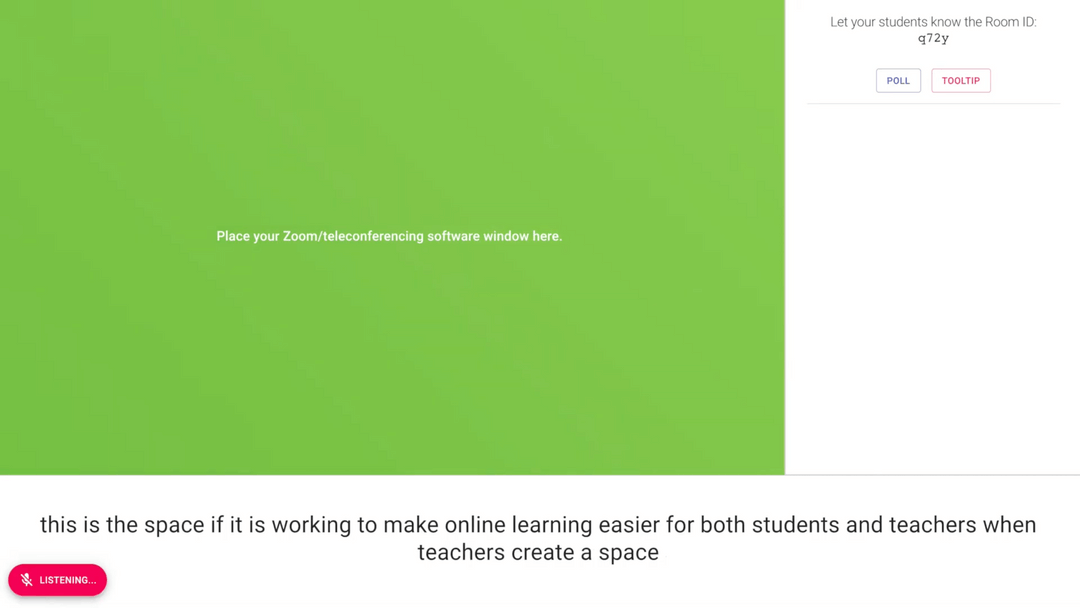 Let your students know the Room ID:
q72y
POLL TOOLTIP
Place your Zoom/teleconferencing software window here.
this is the space if it is working to make online learning easier for both students and teachers when
teachers create a space
LISTENING...